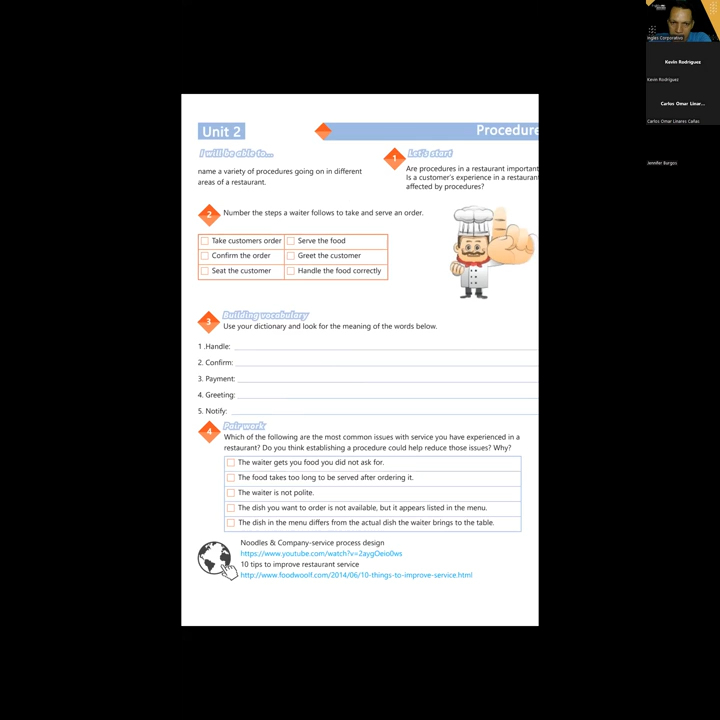 Unit 2
Procedure
I will be able to...
name a variety of procedures going on in different
areas of a restaurant.
1
Let's start
Are procedures in a restaurant important
Is a customer's experience in a restaurant
affected by procedures?
2
Number the steps a waiter follows to take and serve an order.
Take customers order
Serve the food
Confirm the order
Greet the customer
Seat the customer
Handle the food correctly
3
Building vocabulary
Use your dictionary and look for the meaning of the words below.
1 .Handle:
2. Confirm:
3. Payment:
4. Greeting:
5. Notify:
4
Pair work
Which of the following are the most common issues with service you have experienced in a
restaurant? Do you think establishing a procedure could help reduce those issues? Why?
The waiter gets you food you did not ask for.
The food takes too long to be served after ordering it.
The waiter is not polite.
The dish you want to order is not available, but it appears listed in the menu.
The dish in the menu differs from the actual dish the waiter brings to the table.
Noodles & Company-service process design
https://www.youtube.com/watch?v=2aygOeio0ws
10 tips to improve restaurant service
http://www.foodwoolf.com/2014/06/10-things-to-improve-service.html
Ingles Corporativo
Kevin Rodriguez
Kevin Rodriguez
Carlos Omar Linar...
Carlos Omar Linares Cañas
Jennifer Burgos